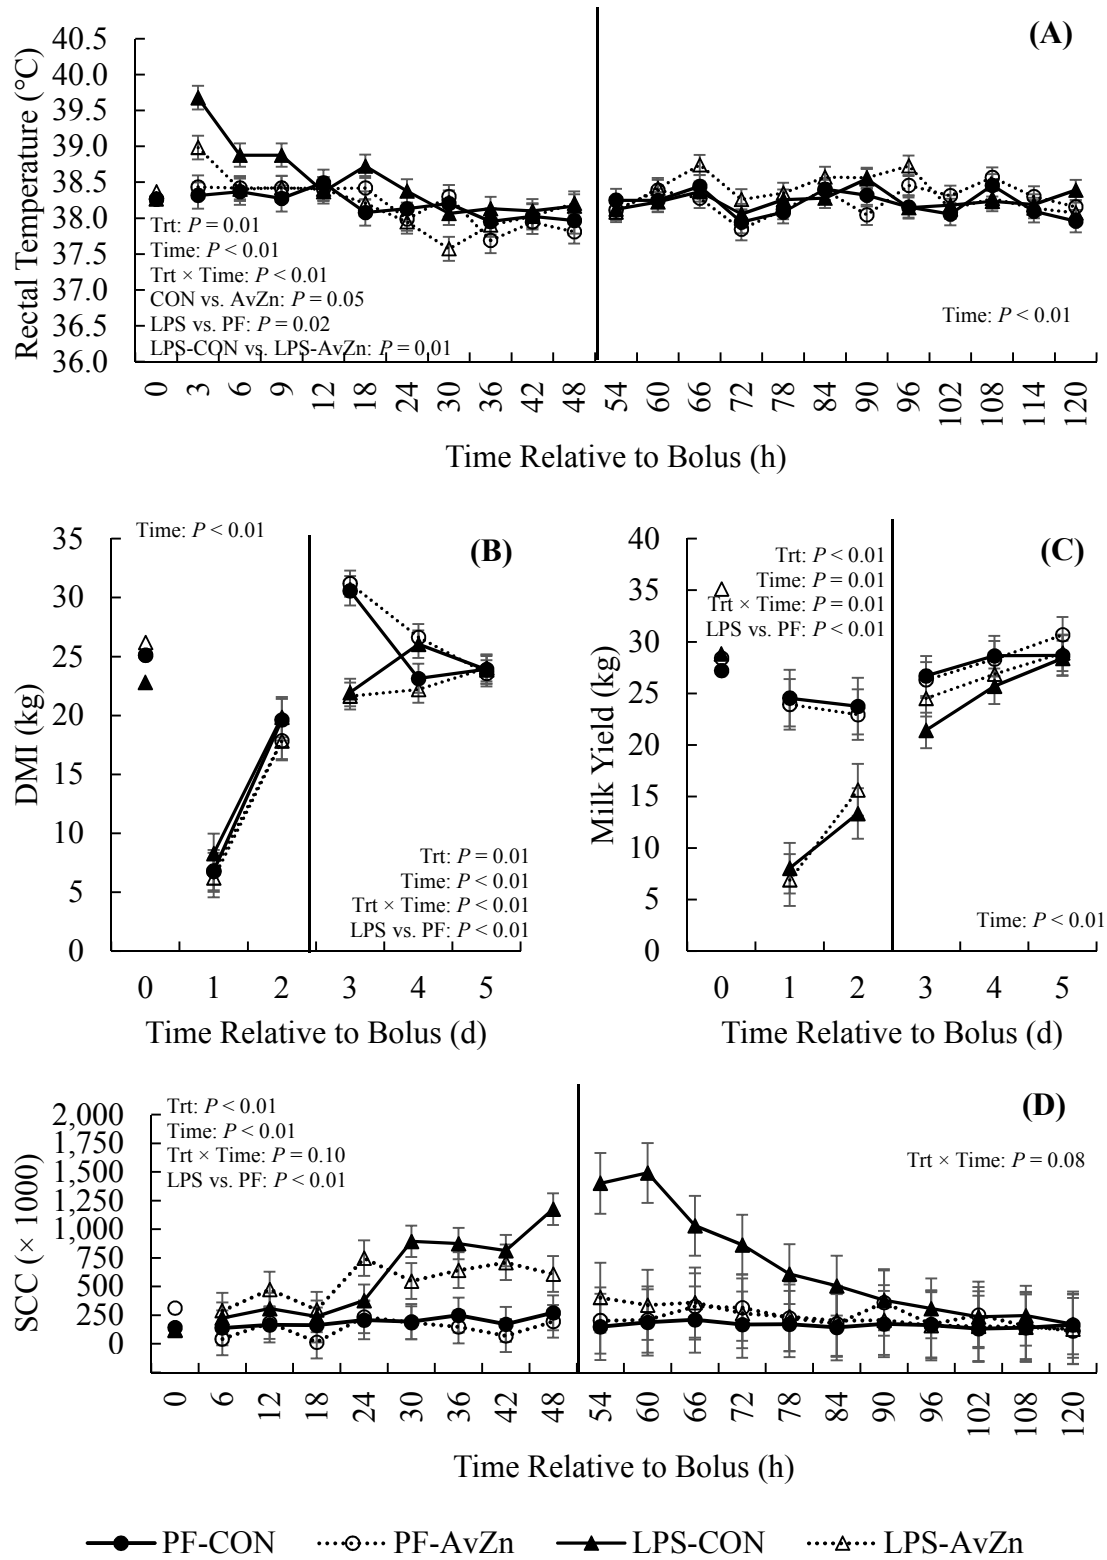 (A)
Rectal Temperature (°C)
40.5
40.0
39.5
39.0
38.5
38.0
37.5
37.0
36.5
36.0
Trt: P = 0.01
Time: P < 0.01
Trt × Time: P < 0.01
CON vs. AvZn: P = 0.05
LPS vs. PF: P = 0.02
LPS-CON vs. LPS-AvZn: P = 0.01
Time: P < 0.01
0 3 6 9 12 18 24 30 36 42 48 54 60 66 72 78 84 90 96 102 108 114 120
Time Relative to Bolus (h)
(B)
Time: P < 0.01
DMI (kg)
35
30
25
20
15
10
5
0
Trt: P = 0.01
Time: P < 0.01
Trt × Time: P < 0.01
LPS vs. PF: P < 0.01
0 1 2 3 4 5
Time Relative to Bolus (d)
(C)
Milk Yield (kg)
40
35
30
25
20
15
10
5
0
Trt: P < 0.01
Time: P = 0.01
Trt × Time: P = 0.01
LPS vs. PF: P < 0.01
Time: P < 0.01
0 1 2 3 4 5
Time Relative to Bolus (d)
(D)
SCC (× 1000)
2,000
1,750
1,500
1,250
1,000
750
500
250
0
Trt: P < 0.01
Time: P < 0.01
Trt × Time: P = 0.10
LPS vs. PF: P < 0.01
Trt × Time: P = 0.08
0 6 12 18 24 30 36 42 48 54 60 66 72 78 84 90 96 102 108 120
Time Relative to Bolus (h)
PF-CON PF-AvZn LPS-CON LPS-AvZn